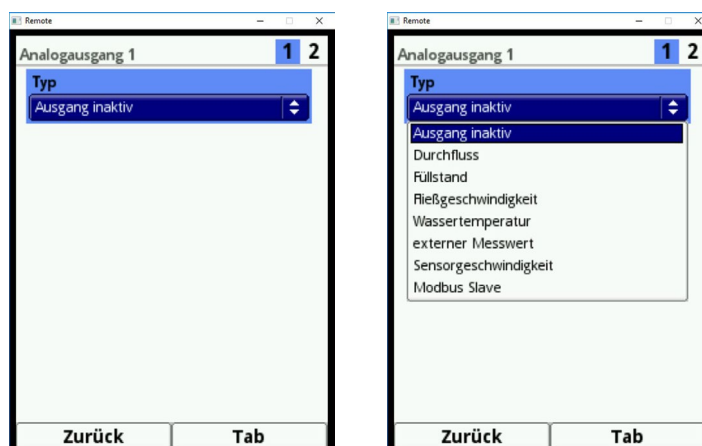 Remote
Analogausgang 1 1 2
Typ
Ausgang inaktiv
Zurück Tab
Remote
Analogausgang 1 1 2
Typ
Ausgang inaktiv
Ausgang inaktiv
Durchfluss
Füllstand
Fließgeschwindigkeit
Wassertemperatur
externer Messwert
Sensorgeschwindigkeit
Modbus Slave
Zurück Tab